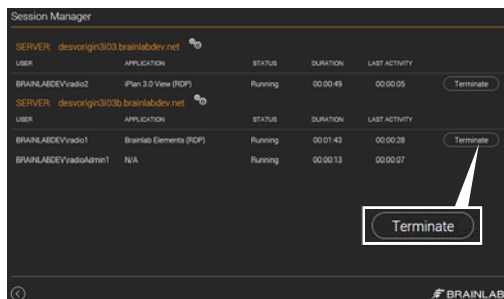 Session Manager
SERVER: desvorigin3i03.brainlabdev.net
USER APPLICATION STATUS DURATION LAST ACTIVITY
BRAINLABDEV\radio2 iPlan 3.0 View (RDP) Running 00:00:49 00:00:05 Terminate
SERVER: desvorigin3i03b.brainlabdev.net
USER APPLICATION STATUS DURATION LAST ACTIVITY
BRAINLABDEV\radio1 Brainlab Elements (RDP) Running 00:01:43 00:00:28 Terminate
BRAINLABDEV\radioAdmin1 N/A Running 00:00:13 00:00:07
Terminate
BRAINLAB